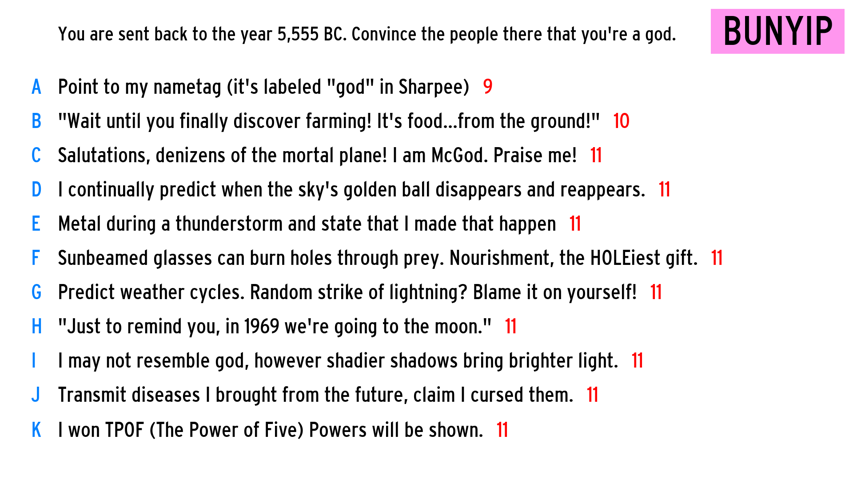 You are sent back to the year 5,555 BC. Convince the people there that you're a god.
BUNYIP
A Point to my nametag (it's labeled "god" in Sharpee) 9
B "Wait until you finally discover farming! It's food...from the ground!" 10
C Salutations, denizens of the mortal plane! I am McGod. Praise me! 11
D I continually predict when the sky's golden ball disappears and reappears. 11
E Metal during a thunderstorm and state that I made that happen 11
F Sunbeamed glasses can burn holes through prey. Nourishment, the HOLEiest gift. 11
G Predict weather cycles. Random strike of lightning? Blame it on yourself! 11
H "Just to remind you, in 1969 we're going to the moon." 11
I I may not resemble god, however shadier shadows bring brighter light. 11
J Transmit diseases I brought from the future, claim I cursed them. 11
K I won TPOF (The Power of Five) Powers will be shown. 11